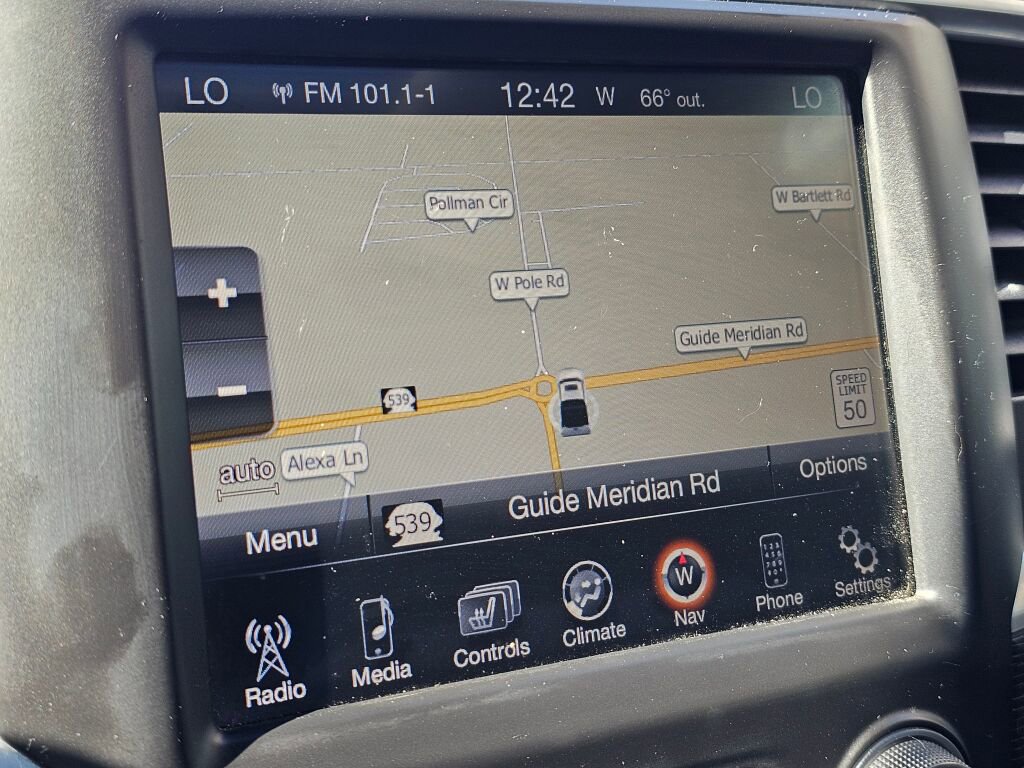 LO FM 101.1-1 12:42 W 66° out. LO
Pollman Cir
W Bartlett Rd
W Pole Rd
Guide Meridian Rd
539
SPEED
LIMIT
50
auto
Alexa Ln
Menu
539
Guide Meridian Rd
Options
Radio
Media
Controls
Climate
W
Nav
Phone
Settings